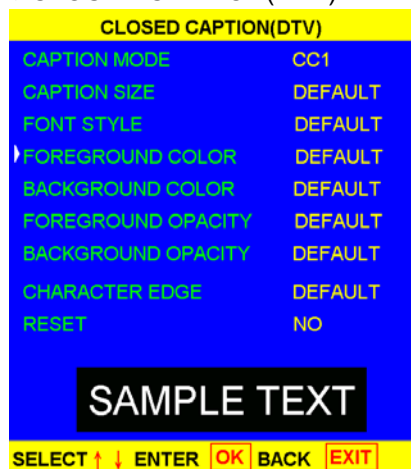 CLOSED CAPTION(DTV)
CAPTION MODE CC1
CAPTION SIZE DEFAULT
FONT STYLE DEFAULT
FOREGROUND COLOR DEFAULT
BACKGROUND COLOR DEFAULT
FOREGROUND OPACITY DEFAULT
BACKGROUND OPACITY DEFAULT
CHARACTER EDGE DEFAULT
RESET NO
SAMPLE TEXT
SELECT ↑ ↓ ENTER OK BACK EXIT